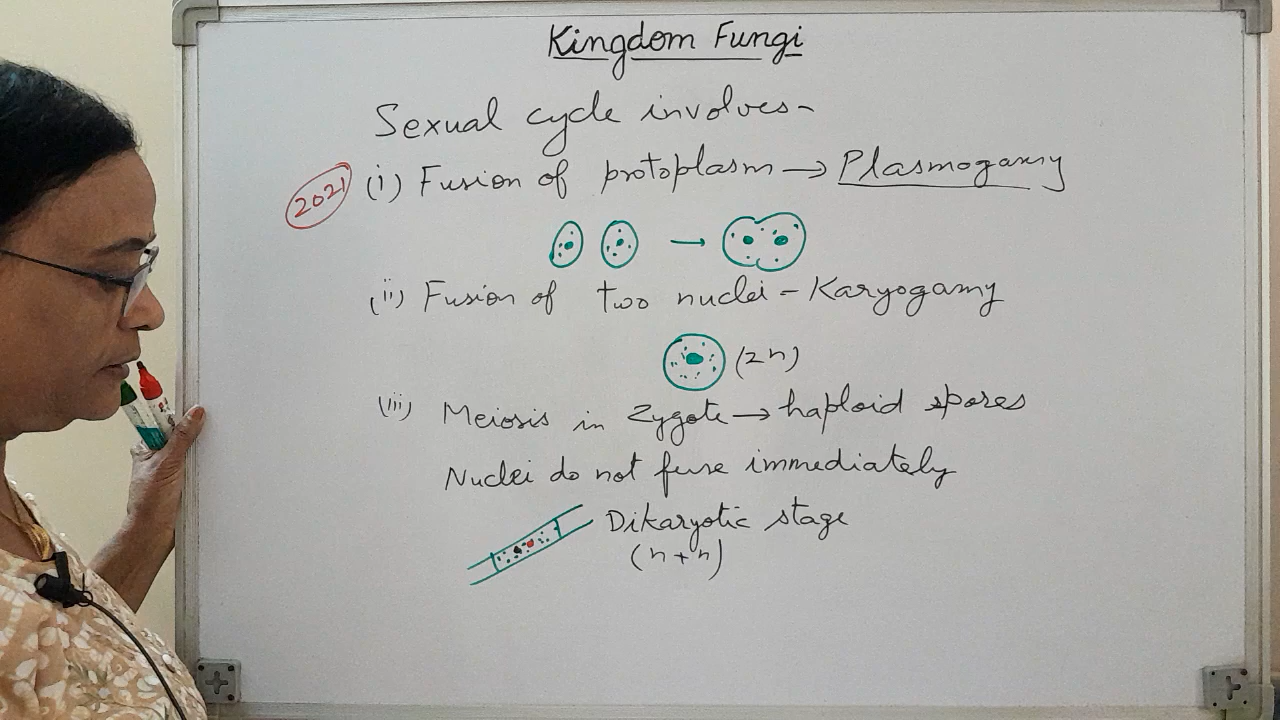 Kingdom Fungi
Sexual cycle involves-
2021 (i) Fusion of protoplasm → Plasmogamy
(ii) Fusion of two nuclei - Karyogamy
(2n)
(iii) Meiosis in Zygote → haploid spores
Nuclei do not fuse immediately
Dikaryotic stage
(n+n)